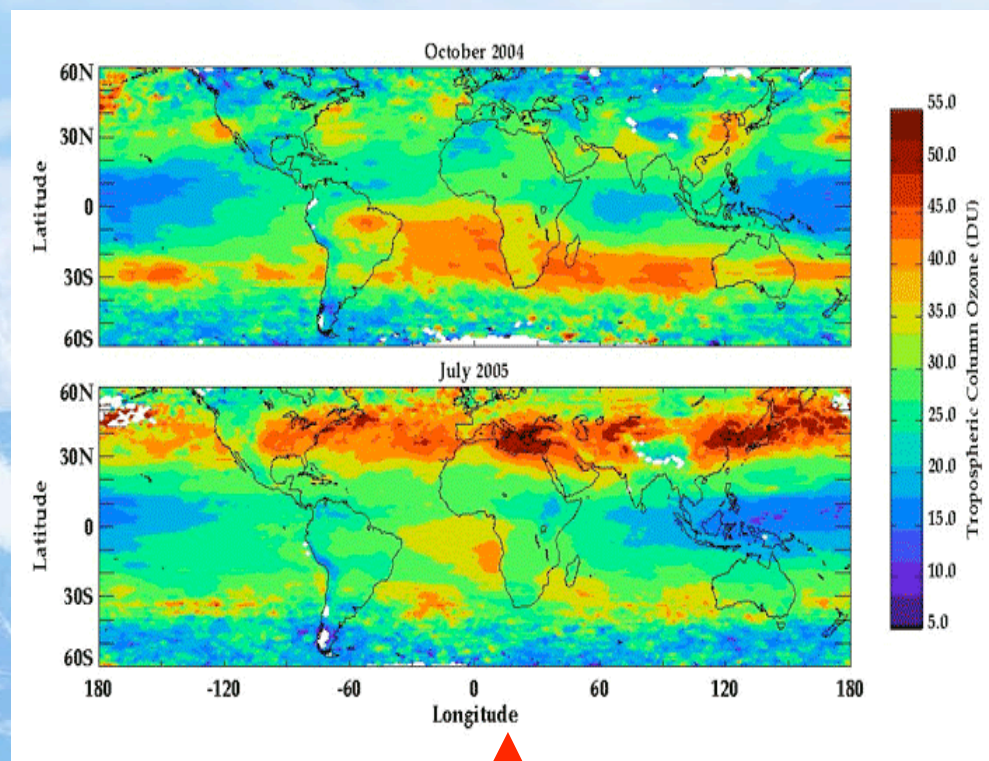 October 2004
60N
30N
0
30S
60S
Latitude
July 2005
60N
30N
0
30S
60S
Latitude
180 -120 -60 0 60 120 180
Longitude
55.0
50.0
45.0
40.0
35.0
30.0
25.0
20.0
15.0
10.0
5.0
Tropospheric Column Ozone (DU)